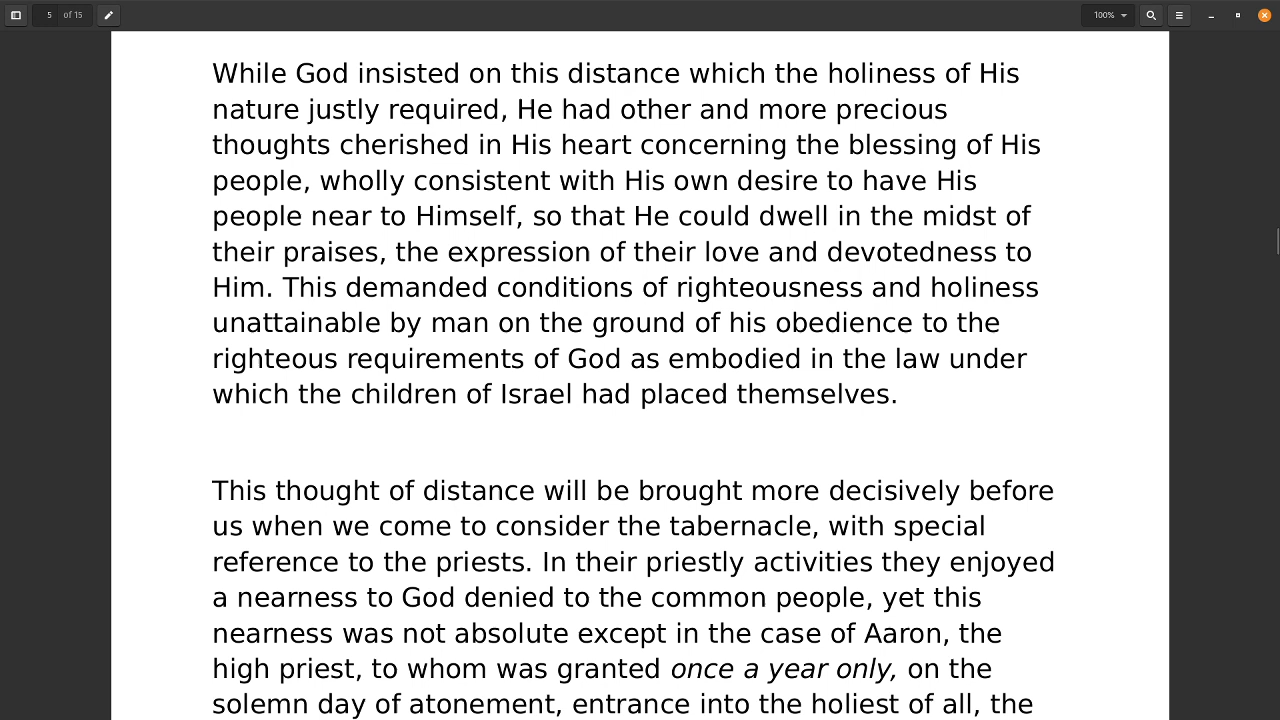 5 of 15
100%
While God insisted on this distance which the holiness of His
nature justly required, He had other and more precious
thoughts cherished in His heart concerning the blessing of His
people, wholly consistent with His own desire to have His
people near to Himself, so that He could dwell in the midst of
their praises, the expression of their love and devotedness to
Him. This demanded conditions of righteousness and holiness
unattainable by man on the ground of his obedience to the
righteous requirements of God as embodied in the law under
which the children of Israel had placed themselves.
This thought of distance will be brought more decisively before
us when we come to consider the tabernacle, with special
reference to the priests. In their priestly activities they enjoyed
a nearness to God denied to the common people, yet this
nearness was not absolute except in the case of Aaron, the
high priest, to whom was granted once a year only, on the
solemn day of atonement, entrance into the holiest of all, the